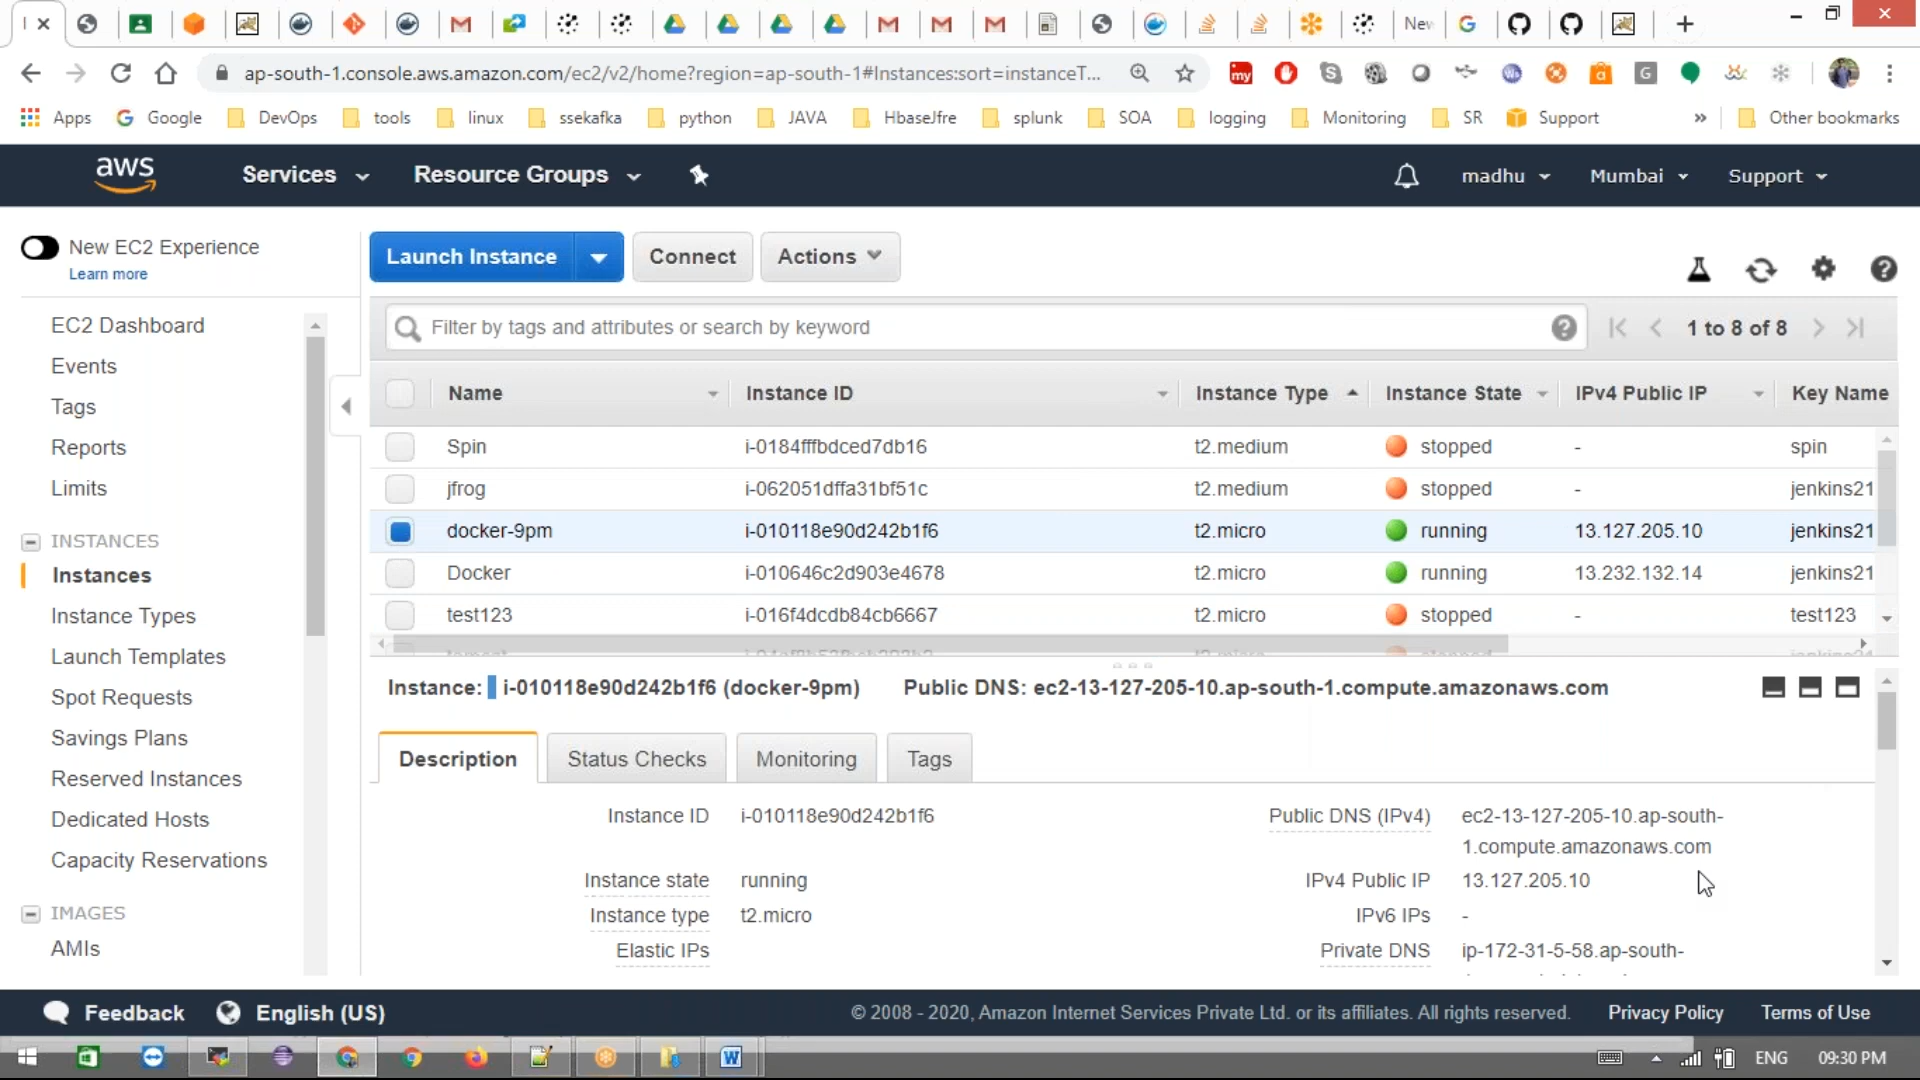 ap-south-1.console.aws.amazon.com/ec2/v2/home?region=ap-south-1#Instances:sort=instanceT...
Apps
Google
DevOps
tools
linux
ssekafka
python
JAVA
HbaseJfre
splunk
SOA
logging
Monitoring
SR
Support
»
Other bookmarks
aws
Services
Resource Groups
madhu
Mumbai
Support
New EC2 Experience
Learn more
Launch Instance
Connect
Actions
EC2 Dashboard
Events
Tags
Reports
Limits
INSTANCES
Instances
Instance Types
Launch Templates
Spot Requests
Savings Plans
Reserved Instances
Dedicated Hosts
Capacity Reservations
IMAGES
AMIs
Filter by tags and attributes or search by keyword
1 to 8 of 8
Name Instance ID Instance Type Instance State IPv4 Public IP Key Name
Spin i-0184fffbdced7db16 t2.medium stopped - spin
jfrog i-062051dffa31bf51c t2.medium stopped - jenkins21
docker-9pm i-010118e90d242b1f6 t2.micro running 13.127.205.10 jenkins21
Docker i-010646c2d903e4678 t2.micro running 13.232.132.14 jenkins21
test123 i-016f4dcdb84cb6667 t2.micro stopped - test123
Instance: i-010118e90d242b1f6 (docker-9pm) Public DNS: ec2-13-127-205-10.ap-south-1.compute.amazonaws.com
Description
Status Checks
Monitoring
Tags
Instance ID i-010118e90d242b1f6
Instance state running
Instance type t2.micro
Elastic IPs
Public DNS (IPv4) ec2-13-127-205-10.ap-south-
1.compute.amazonaws.com
IPv4 Public IP 13.127.205.10
IPv6 IPs -
Private DNS ip-172-31-5-58.ap-south-
Feedback
English (US)
© 2008 - 2020, Amazon Internet Services Private Ltd. or its affiliates. All rights reserved.
Privacy Policy
Terms of Use
ENG
09:30 PM